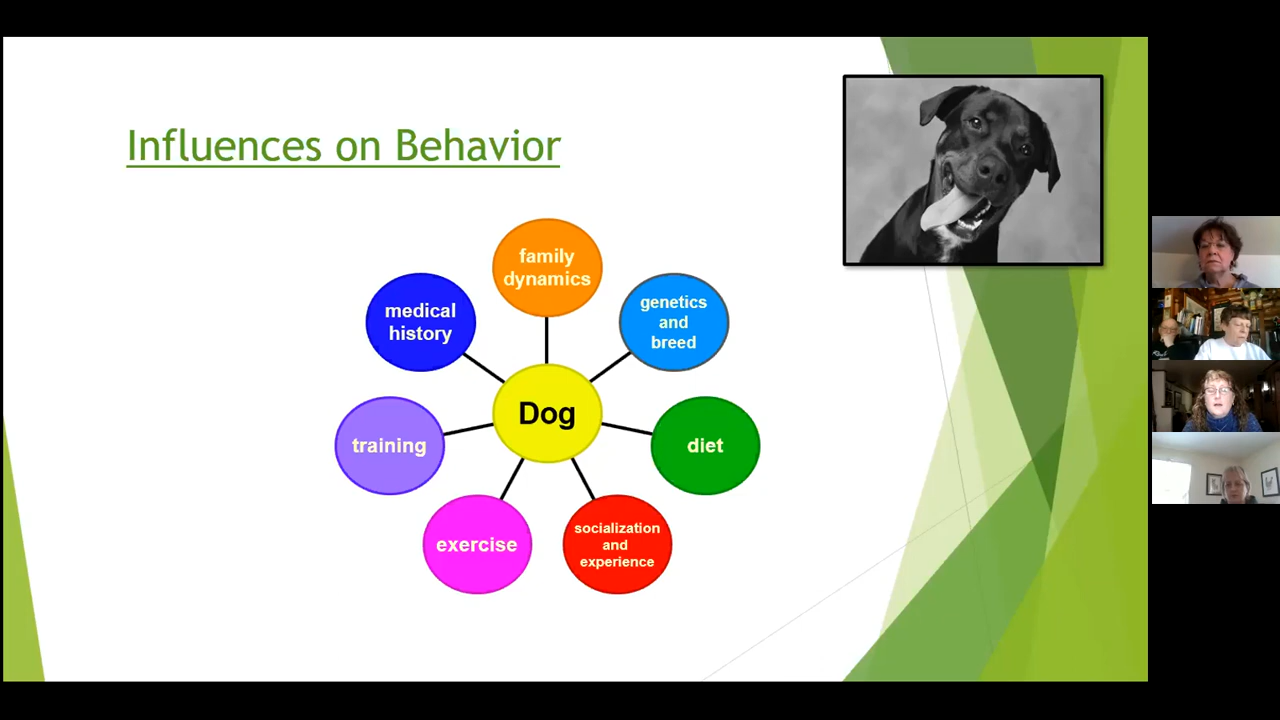 Influences on Behavior
family
dynamics
medical
history
genetics
and
breed
Dog
training
diet
exercise
socialization
and
experience